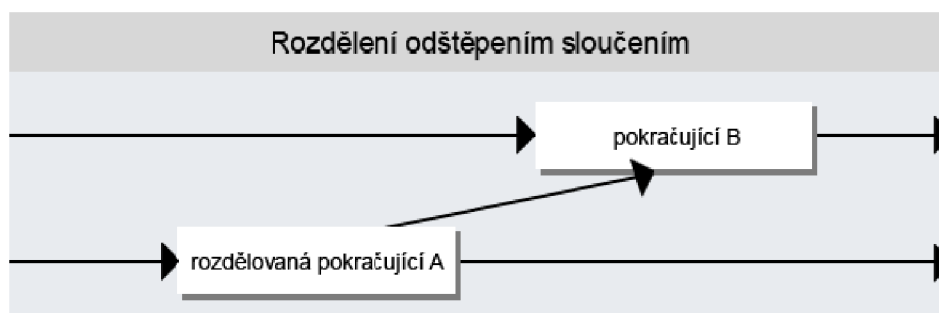 Rozdělení odštěpením sloučením
pokračující B
rozdělovaná pokračující A